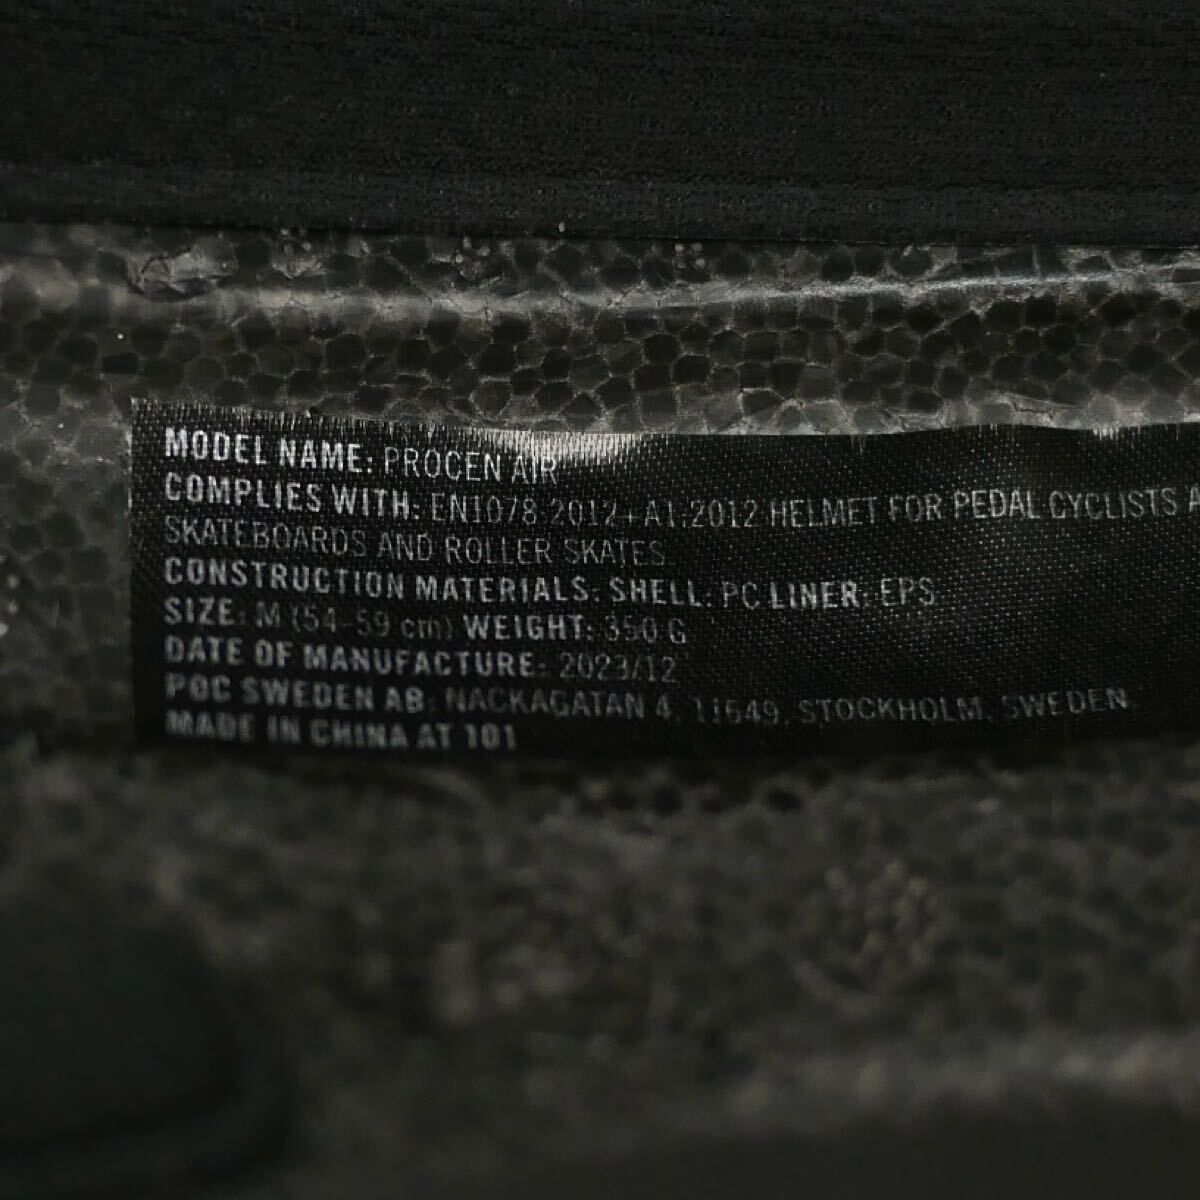 MODEL NAME: PROCEN AIR
COMPLIES WITH: EN1078:2012+A1:2012 HELMET FOR PEDAL CYCLISTS
SKATEBOARDS AND ROLLER SKATES
CONSTRUCTION MATERIALS: SHELL: PC LINER: EPS
SIZE: M (54-59 cm) WEIGHT: 350 G
DATE OF MANUFACTURE: 2023/12
POC SWEDEN AB: NACKAGATAN 4, 11649, STOCKHOLM, SWEDEN.
MADE IN CHINA AT 101